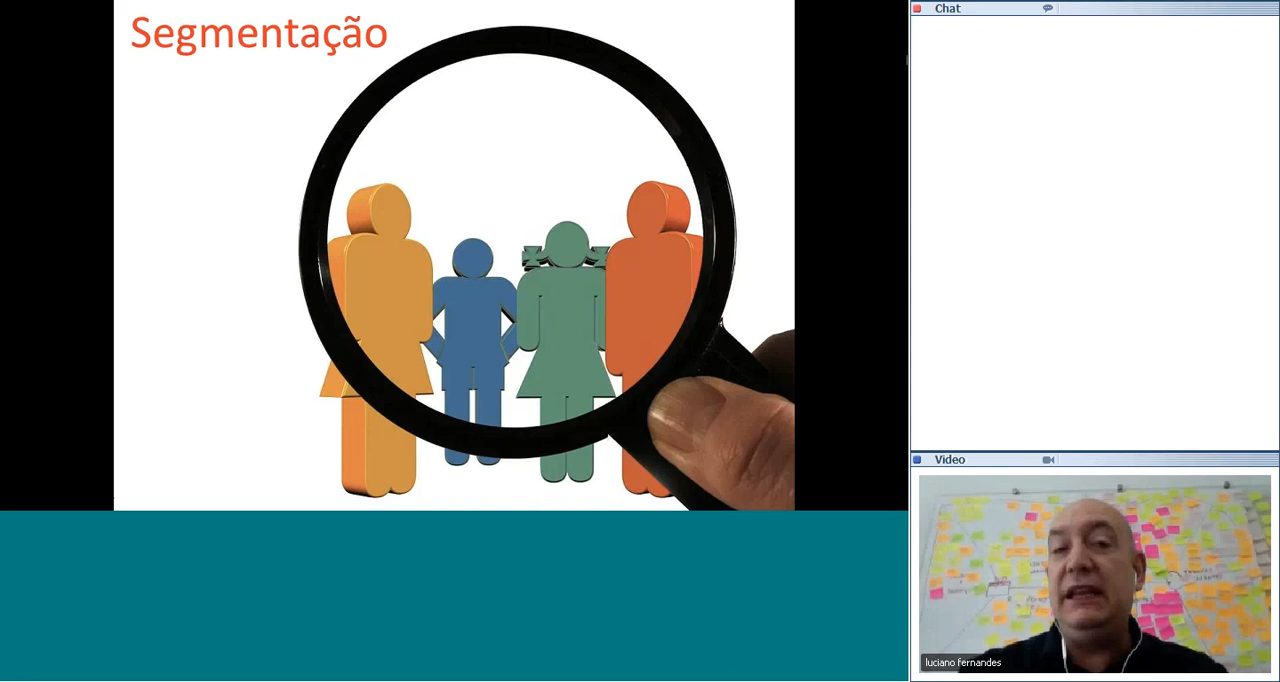 Segmentação
Chat
Video
luciano fernandes